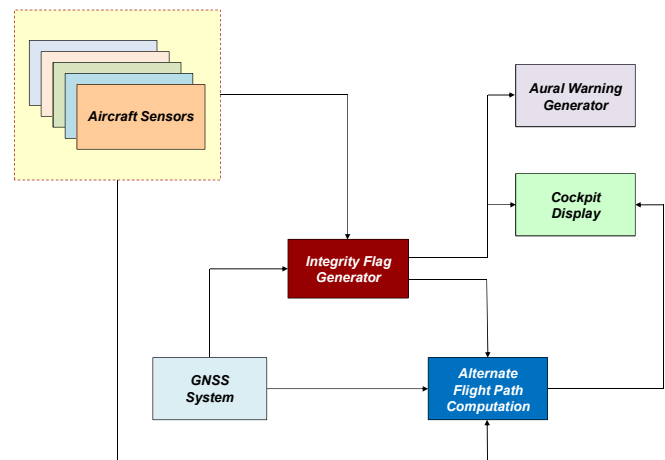 Aircraft Sensors
Aural Warning
Generator
Cockpit
Display
Integrity Flag
Generator
GNSS
System
Alternate
Flight Path
Computation